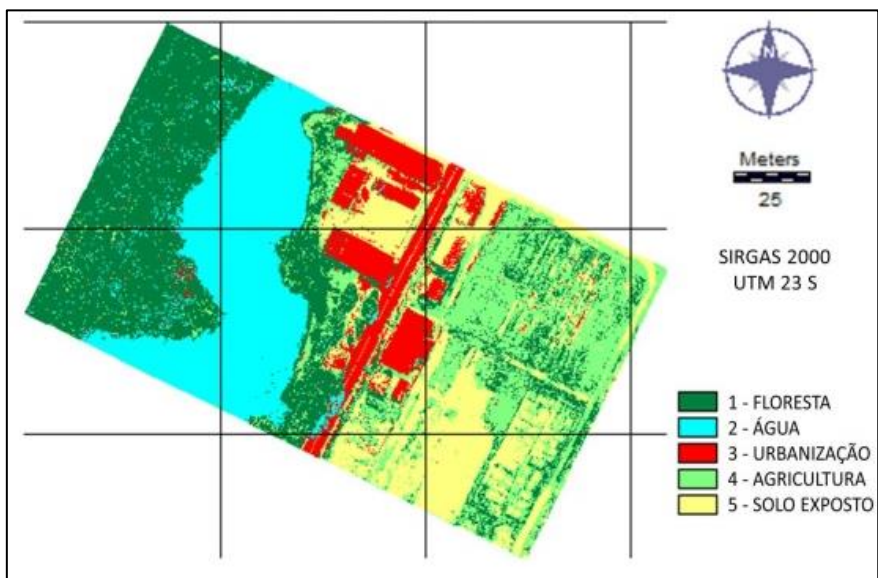 N
Meters
25
SIRGAS 2000
UTM 23 S
1 - FLORESTA
2 - ÁGUA
3 - URBANIZAÇÃO
4 - AGRICULTURA
5 - SOLO EXPOSTO